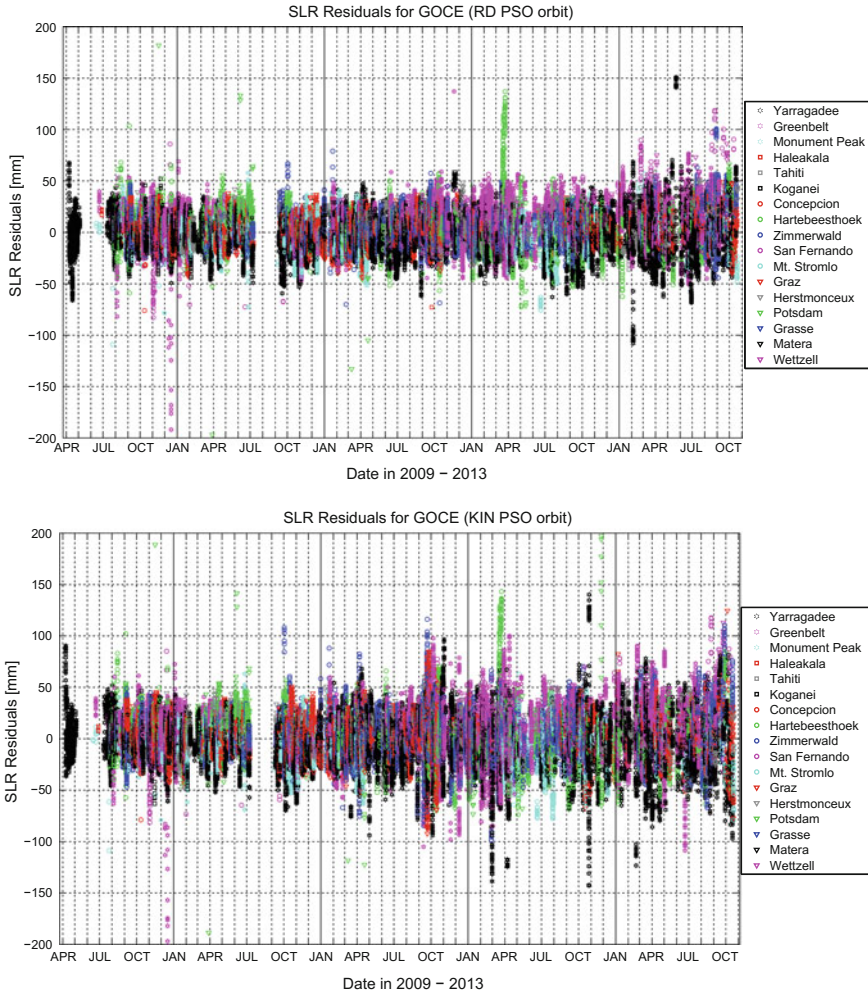 SLR Residuals for GOCE (RD PSO orbit)
SLR Residuals [mm]
200
150
100
50
0
−50
−100
−150
−200
APR JUL OCT JAN APR JUL OCT JAN APR JUL OCT JAN APR JUL OCT JAN APR JUL OCT
Date in 2009 − 2013
Yarragadee
Greenbelt
Monument Peak
Haleakala
Tahiti
Koganei
Concepcion
Hartebeesthoek
Zimmerwald
San Fernando
Mt. Stromlo
Graz
Herstmonceux
Potsdam
Grasse
Matera
Wettzell
SLR Residuals for GOCE (KIN PSO orbit)
SLR Residuals [mm]
200
150
100
50
0
−50
−100
−150
−200
APR JUL OCT JAN APR JUL OCT JAN APR JUL OCT JAN APR JUL OCT JAN APR JUL OCT
Date in 2009 − 2013
Yarragadee
Greenbelt
Monument Peak
Haleakala
Tahiti
Koganei
Concepcion
Hartebeesthoek
Zimmerwald
San Fernando
Mt. Stromlo
Graz
Herstmonceux
Potsdam
Grasse
Matera
Wettzell